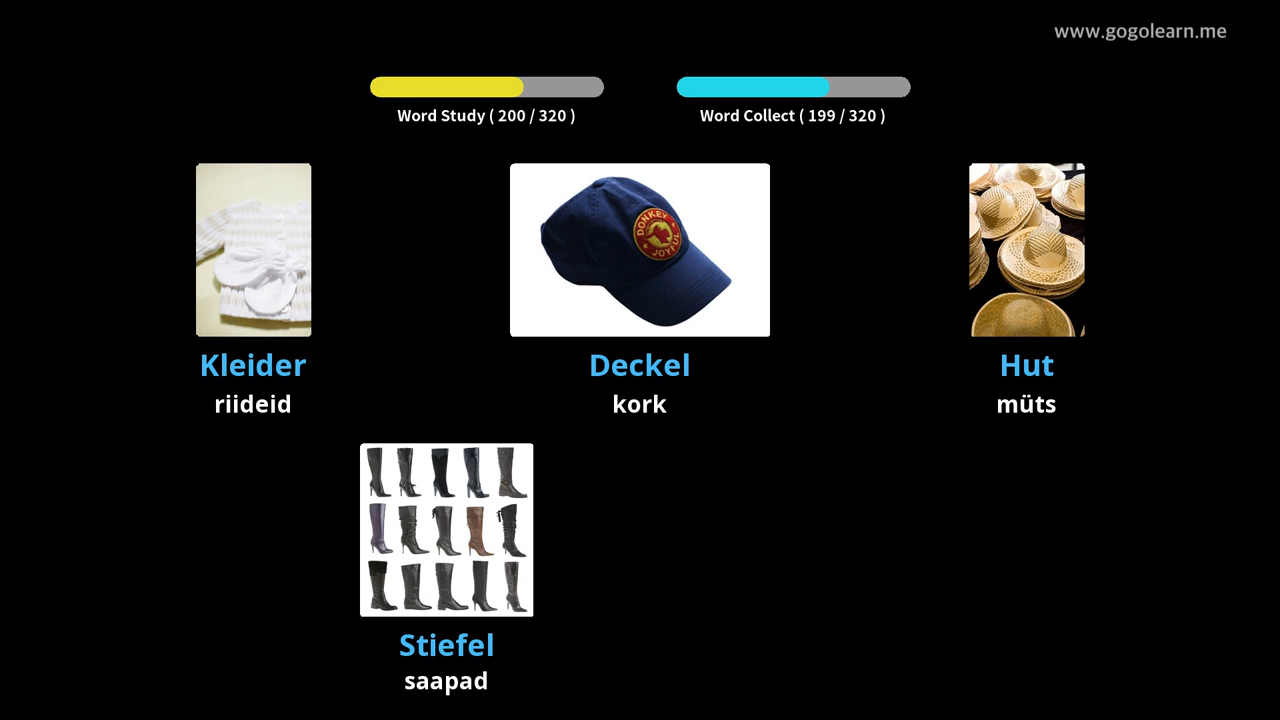 www.gogolearn.me
Word Study ( 200 / 320 )
Word Collect ( 199 / 320 )
DONKEY
JOYFUL
Kleider
Deckel
Hut
riideid
kork
müts
Stiefel
saapad